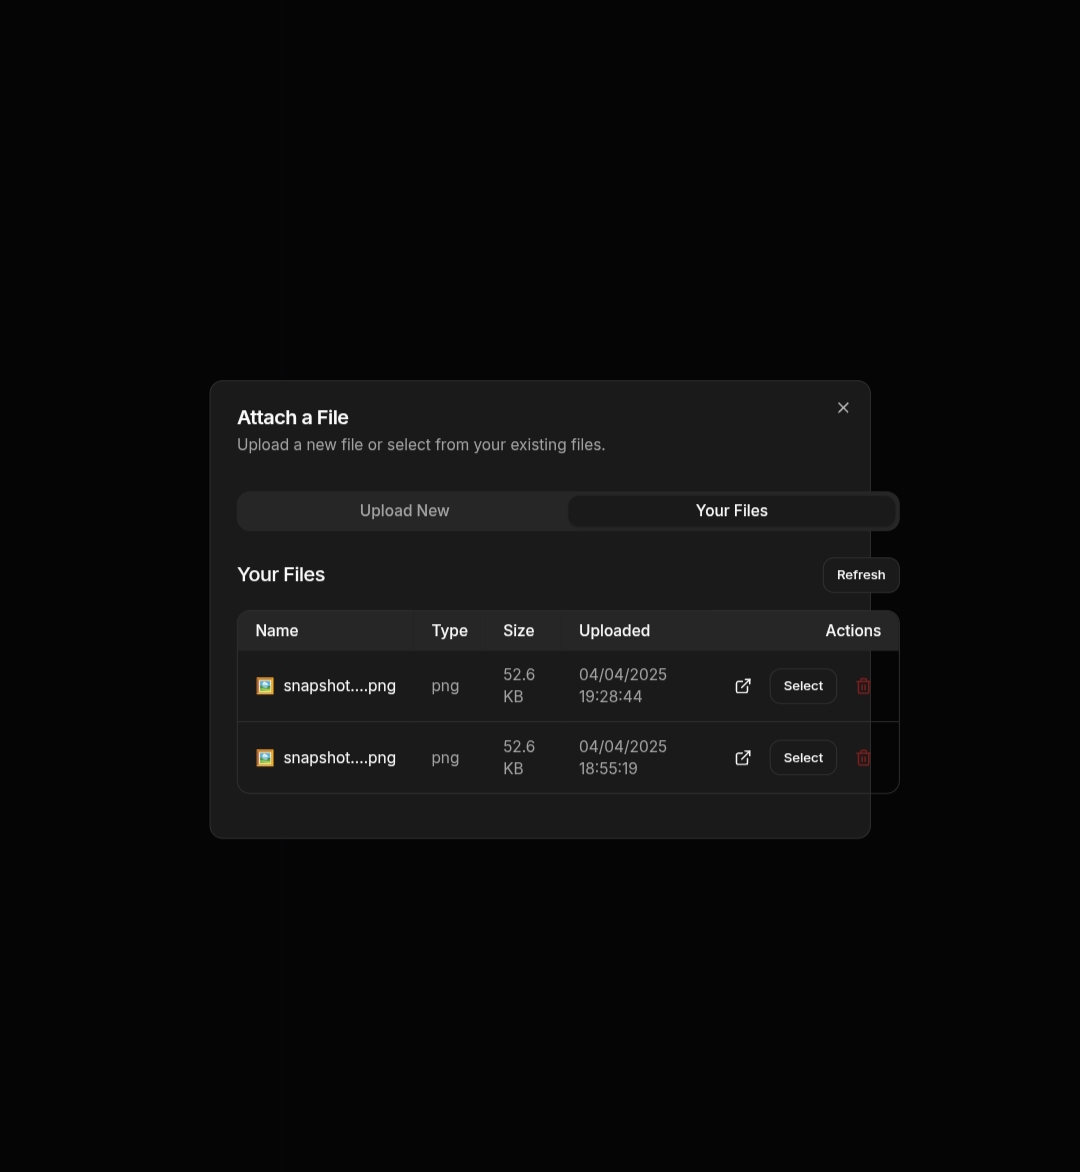 Attach a File
Upload a new file or select from your existing files.
Upload New Your Files
Your Files Refresh
Name Type Size Uploaded Actions
snapshot....png png 52.6 KB 04/04/2025 19:28:44 Select
snapshot....png png 52.6 KB 04/04/2025 18:55:19 Select